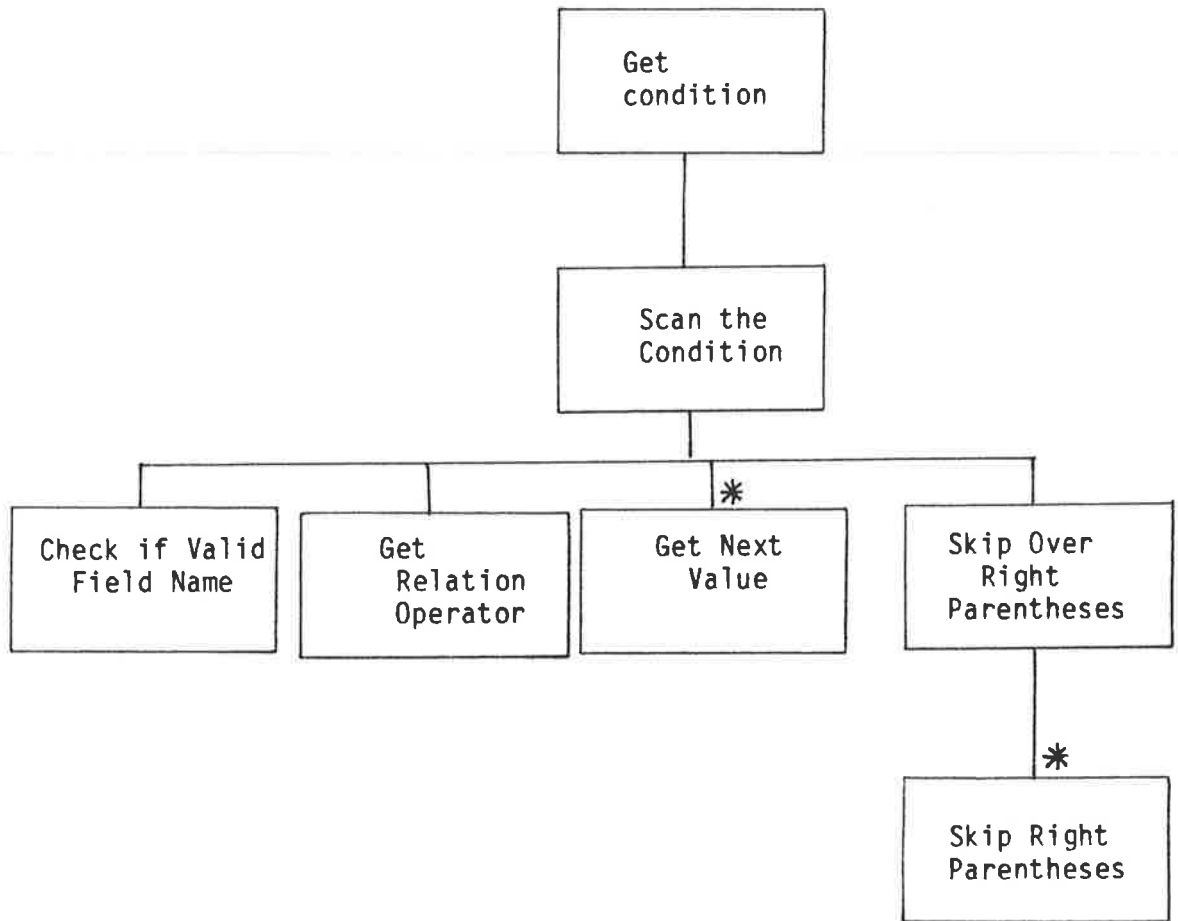 Get
condition
Scan the
Condition
Check if Valid
Field Name
Get
Relation
Operator
*
Get Next
Value
Skip Over
Right
Parentheses
*
Skip Right
Parentheses